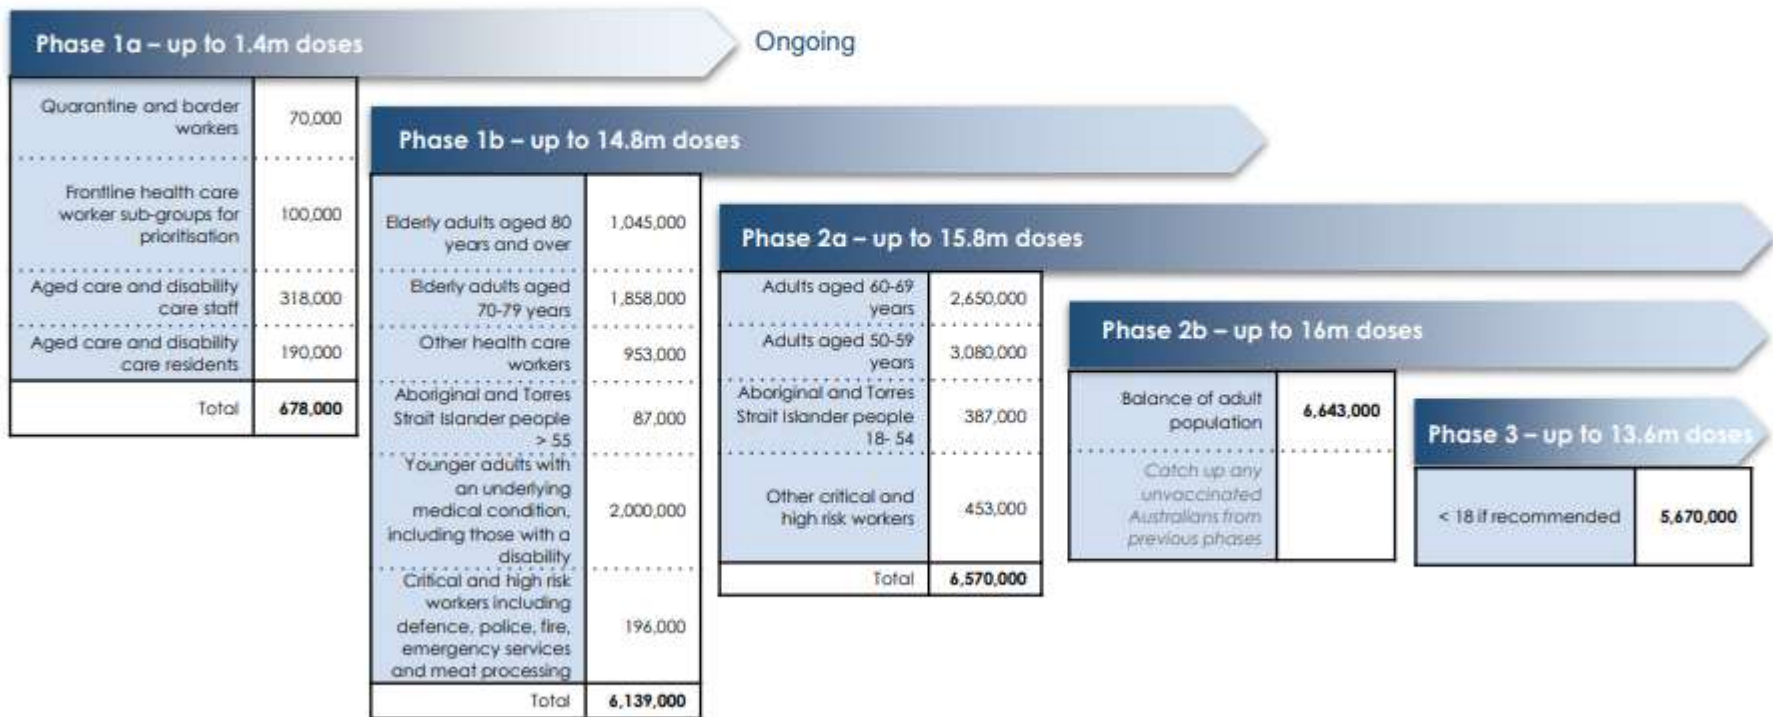 Phase 1a – up to 1.4m doses
Ongoing
Quarantine and border
workers
70,000
Frontline health care
worker sub-groups for
prioritisation
100,000
Aged care and disability
care staff
318,000
Aged care and disability
care residents
190,000
Total
678,000
Phase 1b – up to 14.8m doses
Elderly adults aged 80
years and over
1,045,000
Elderly adults aged
70-79 years
1,858,000
Other health care
workers
953,000
Aboriginal and Torres
Strait Islander people
> 55
87,000
Younger adults with
an underlying
medical condition,
including those with a
disability
2,000,000
Critical and high risk
workers including
defence, police, fire,
emergency services
and meat processing
196,000
Total
6,139,000
Phase 2a – up to 15.8m doses
Adults aged 60-69
years
2,650,000
Adults aged 50-59
years
3,080,000
Aboriginal and Torres
Strait Islander people
18- 54
387,000
Other critical and
high risk workers
453,000
Total
6,570,000
Phase 2b – up to 16m doses
Balance of adult
population
6,643,000
Catch up any
unvaccinated
Australians from
previous phases
Phase 3 – up to 13.6m doses
< 18 if recommended
5,670,000